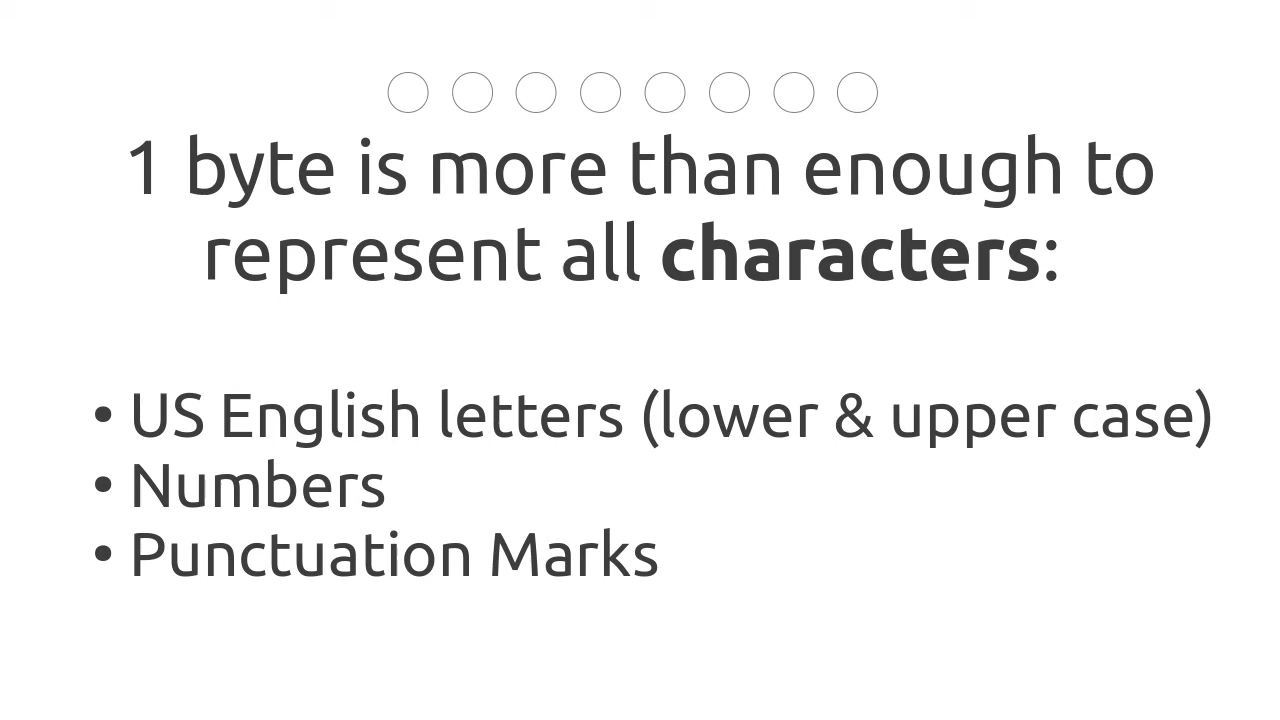 1 byte is more than enough to
represent all characters:
• US English letters (lower & upper case)
• Numbers
• Punctuation Marks